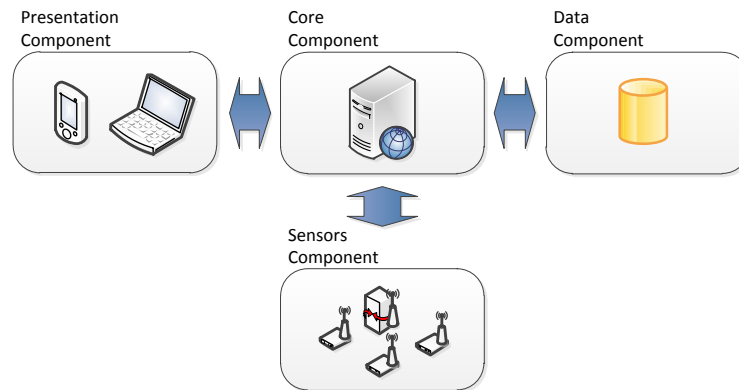 Presentation
Component
Core
Component
Data
Component
Sensors
Component